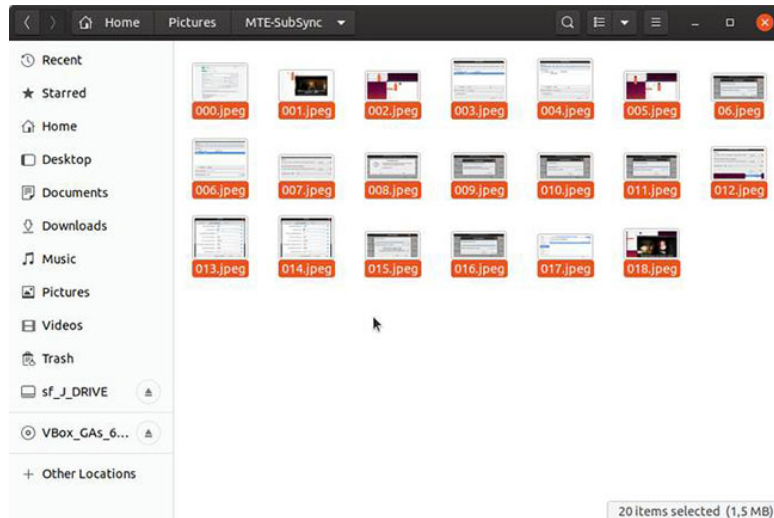 Home Pictures MTE-SubSync
Recent
Starred
Home
Desktop
Documents
Downloads
Music
Pictures
Videos
Trash
sf_J_DRIVE
VBox_GAs_6...
+ Other Locations
000.jpeg 001.jpeg 002.jpeg 003.jpeg 004.jpeg 005.jpeg 06.jpeg
006.jpeg 007.jpeg 008.jpeg 009.jpeg 010.jpeg 011.jpeg 012.jpeg
013.jpeg 014.jpeg 015.jpeg 016.jpeg 017.jpeg 018.jpeg
20 items selected (1,5 MB)